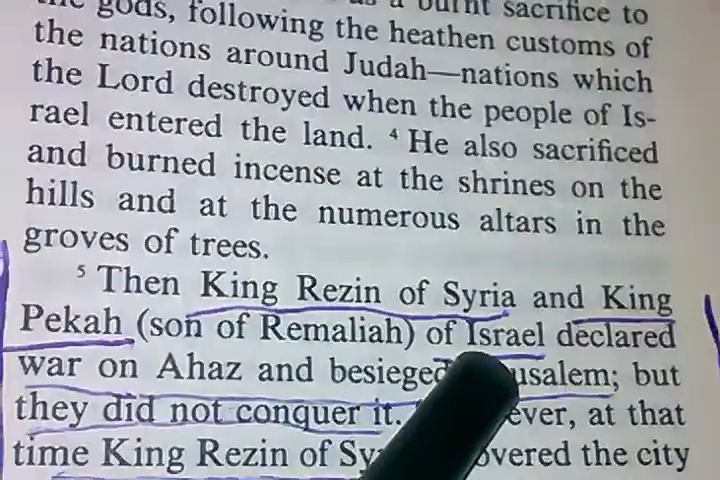 gods, following the heathen customs of
the nations around Judah—nations which
the Lord destroyed when the people of Is-
rael entered the land. ⁴ He also sacrificed
and burned incense at the shrines on the
hills and at the numerous altars in the
groves of trees.
⁵ Then King Rezin of Syria and King
Pekah (son of Remaliah) of Israel declared
war on Ahaz and besieged usalem; but
they did not conquer it. ever, at that
time King Rezin of Sy overed the city